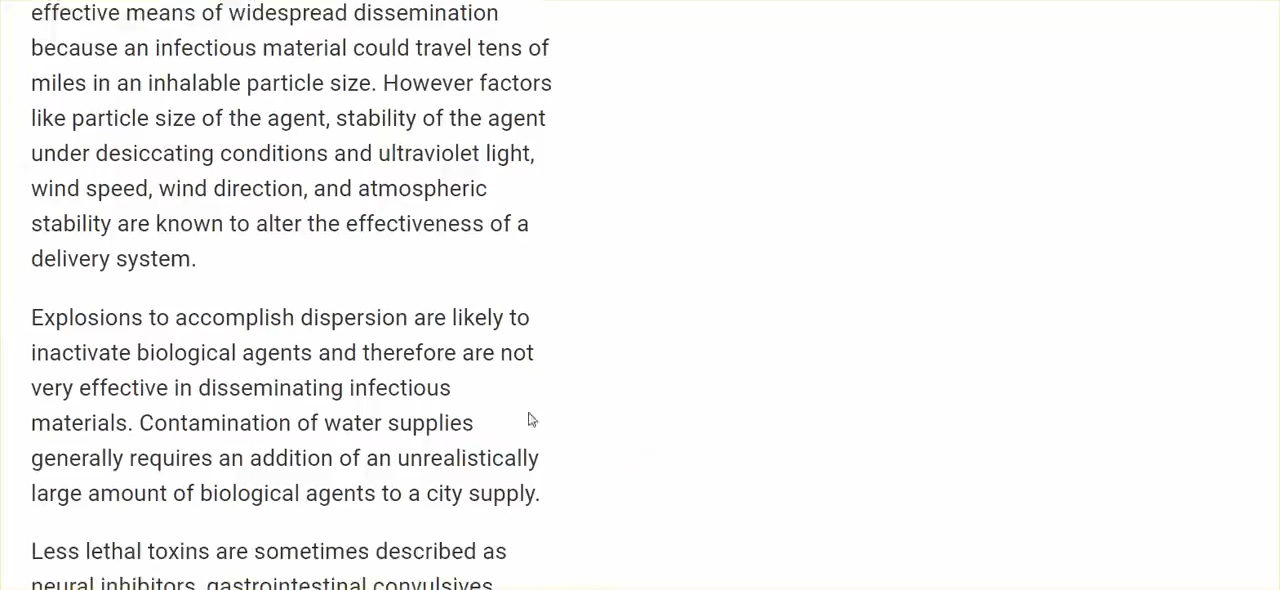 effective means of widespread dissemination
because an infectious material could travel tens of
miles in an inhalable particle size. However factors
like particle size of the agent, stability of the agent
under desiccating conditions and ultraviolet light,
wind speed, wind direction, and atmospheric
stability are known to alter the effectiveness of a
delivery system.
Explosions to accomplish dispersion are likely to
inactivate biological agents and therefore are not
very effective in disseminating infectious
materials. Contamination of water supplies
generally requires an addition of an unrealistically
large amount of biological agents to a city supply.
Less lethal toxins are sometimes described as
neural inhibitors, gastrointestinal convulsives,